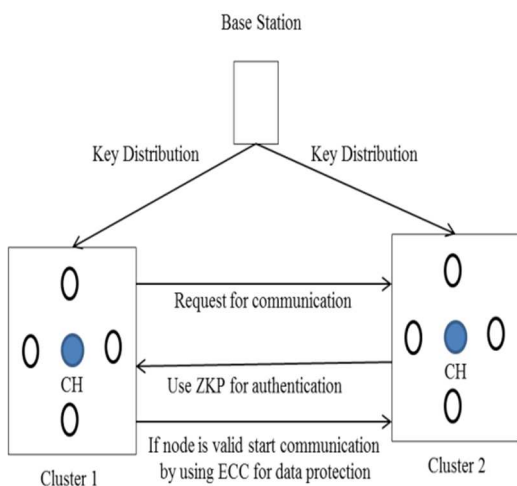 Base Station
Key Distribution
Key Distribution
Request for communication
CH
CH
Use ZKP for authentication
If node is valid start communication
by using ECC for data protection
Cluster 1
Cluster 2